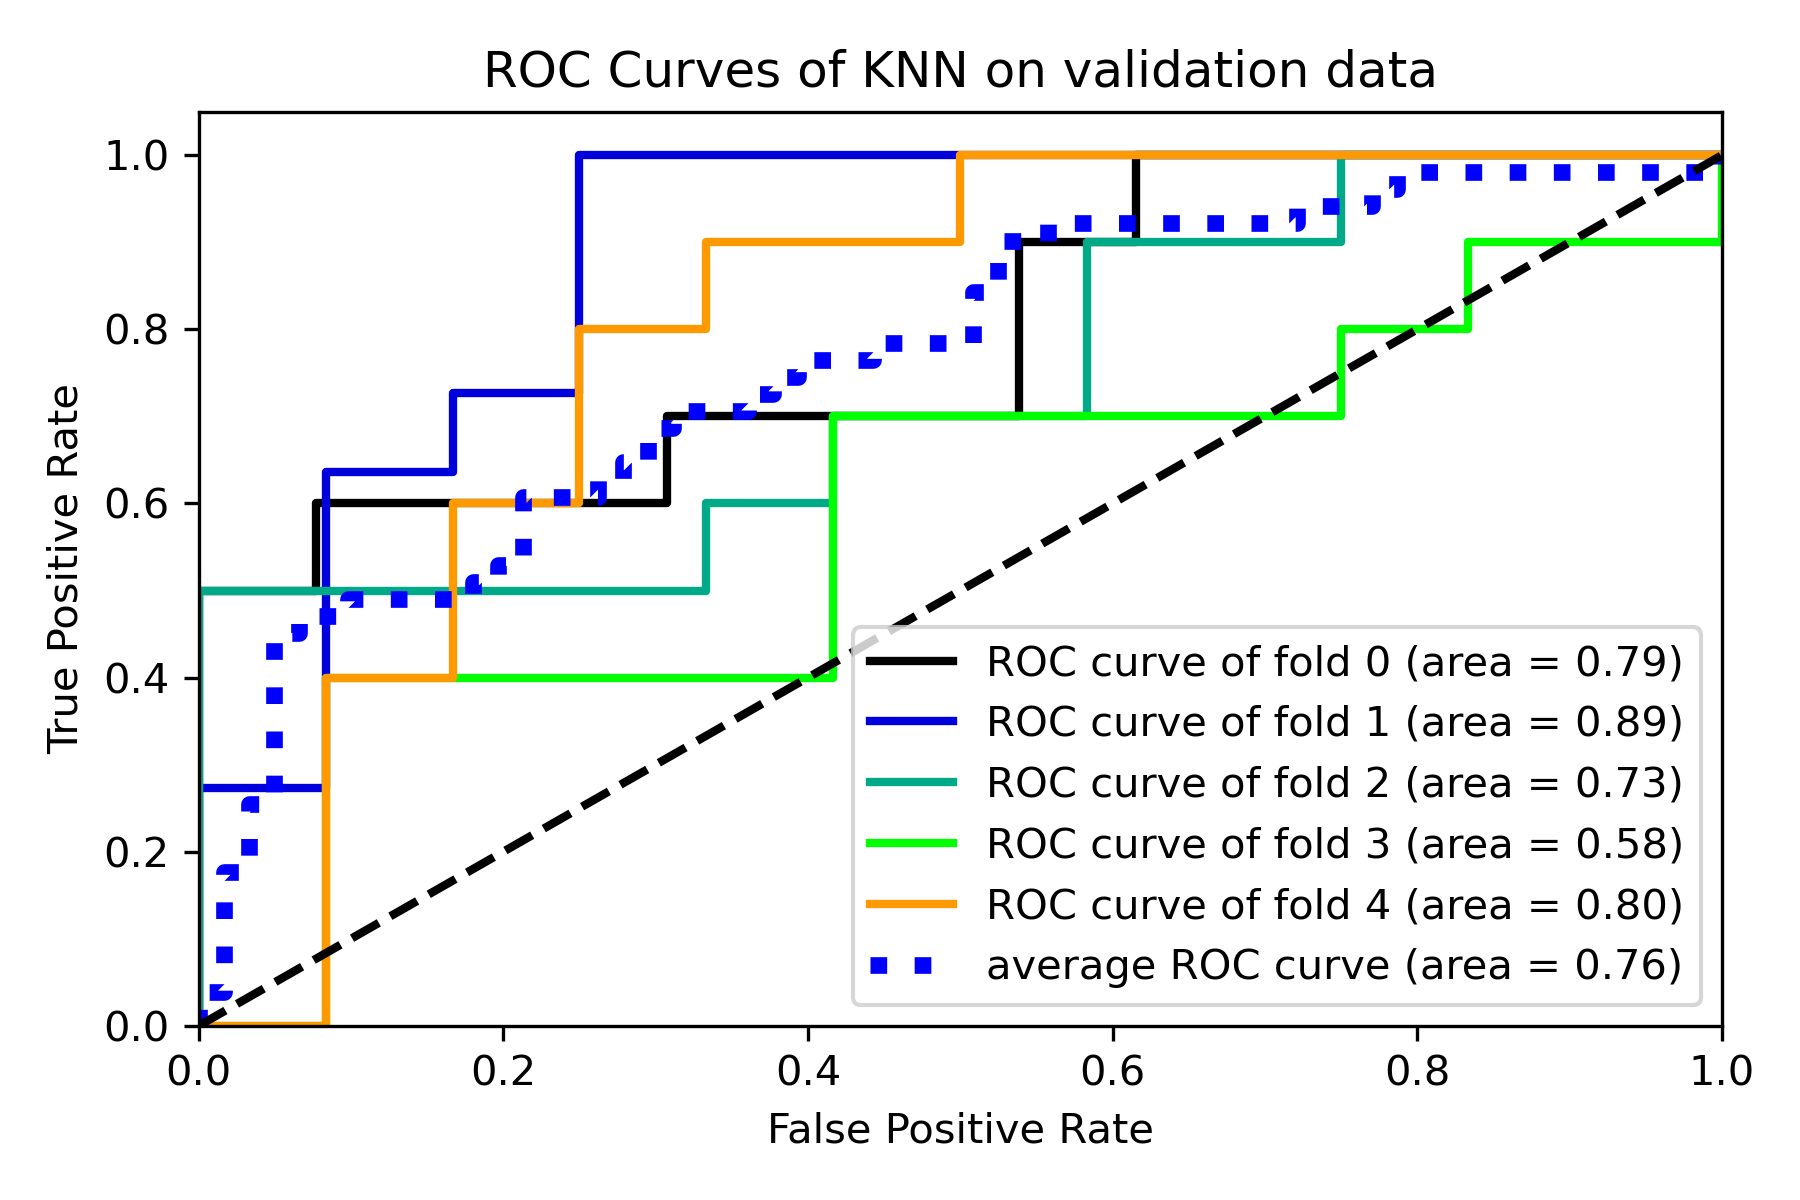 ROC Curves of KNN on validation data
True Positive Rate
1.0
0.8
0.6
0.4
0.2
0.0
0.0 0.2 0.4 0.6 0.8 1.0
False Positive Rate
ROC curve of fold 0 (area = 0.79)
ROC curve of fold 1 (area = 0.89)
ROC curve of fold 2 (area = 0.73)
ROC curve of fold 3 (area = 0.58)
ROC curve of fold 4 (area = 0.80)
average ROC curve (area = 0.76)